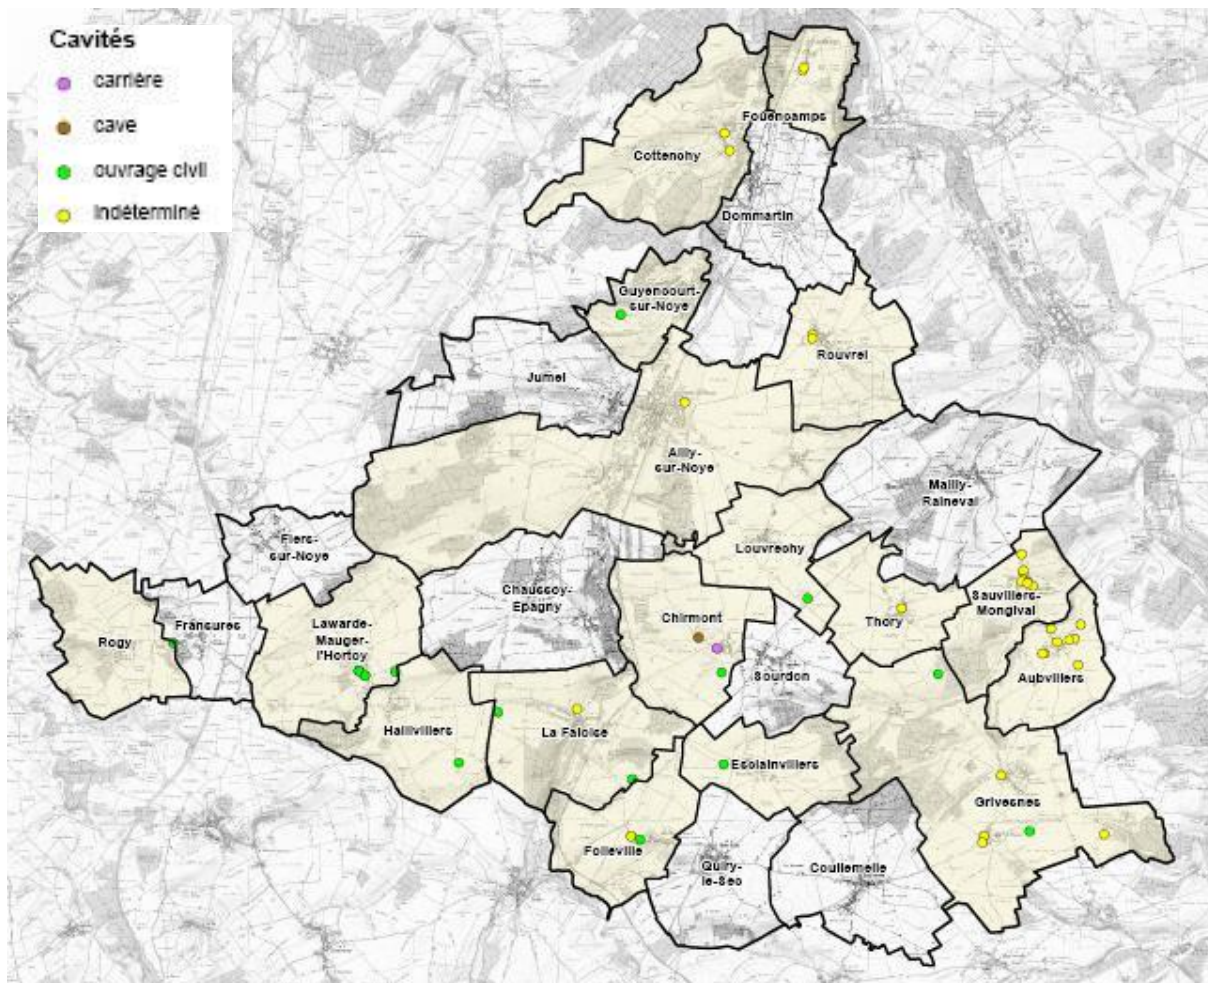 Cavités
carrière
cave
ouvrage civil
indéterminé
Fouencamps
Cottenchy
Dommartin
Guyencourt-
sur-Noye
Rouvrel
Jumel
Ailly-
sur-Noye
Mailly-
Raineval
Flers-
sur-Noye
Louvrechy
Chaussoy-
Epagny
Sauvillers-
Mongival
Chirmont
Thory
Fransures
Lawarde-
Mauger-
l'Hortoy
Rogy
Sourdon
Aubvillers
Hallivillers
La Faloise
Esclainvillers
Grivesnes
Folleville
Quiry-
le-Sec
Coullemelle